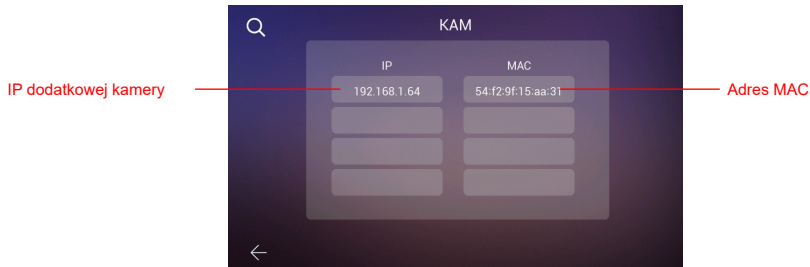 KAM
IP MAC
IP dodatkowej kamery 192.168.1.64 54:f2:9f:15:aa:31 Adres MAC